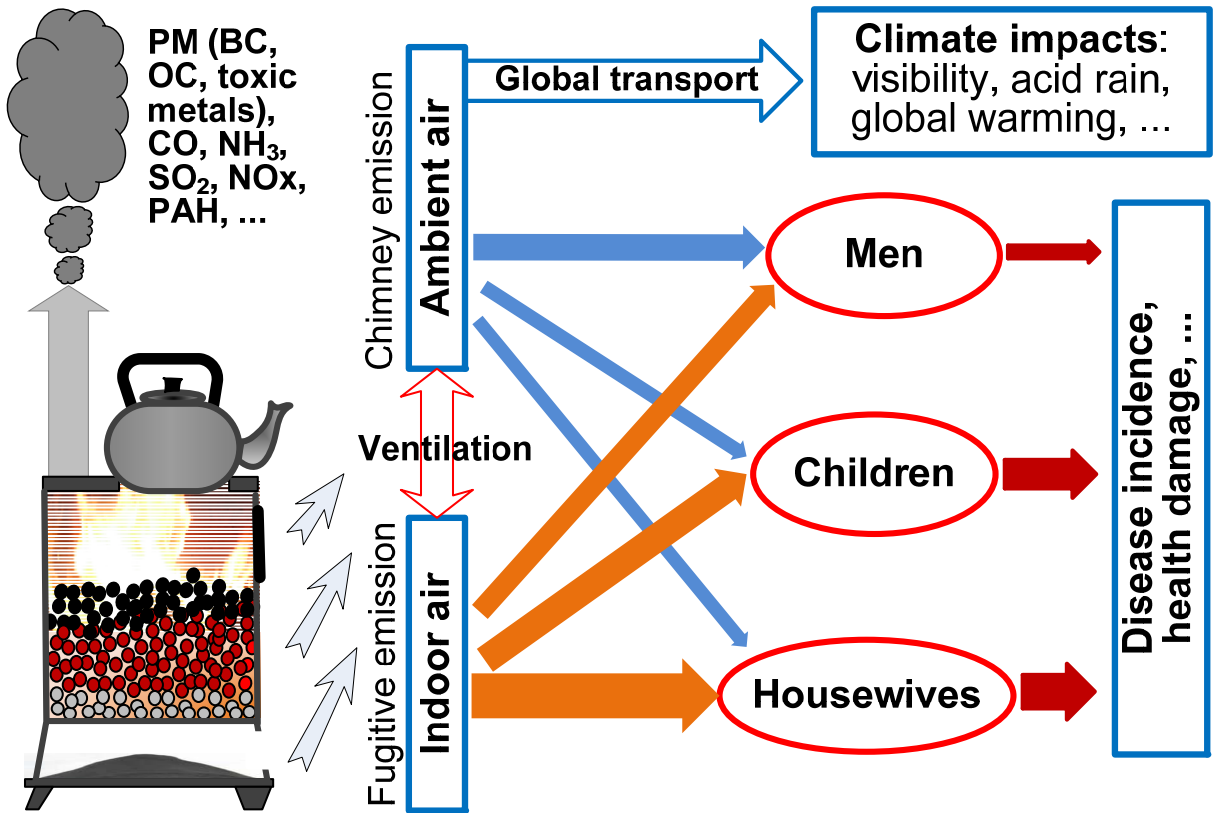 PM (BC,
OC, toxic
metals),
CO, NH₃,
SO₂, NOx,
PAH, ...
Chimney emission
Ambient air
Global transport
Climate impacts:
visibility, acid rain,
global warming, ...
Ventilation
Fugitive emission
Indoor air
Men
Children
Housewives
Disease incidence,
health damage, ...